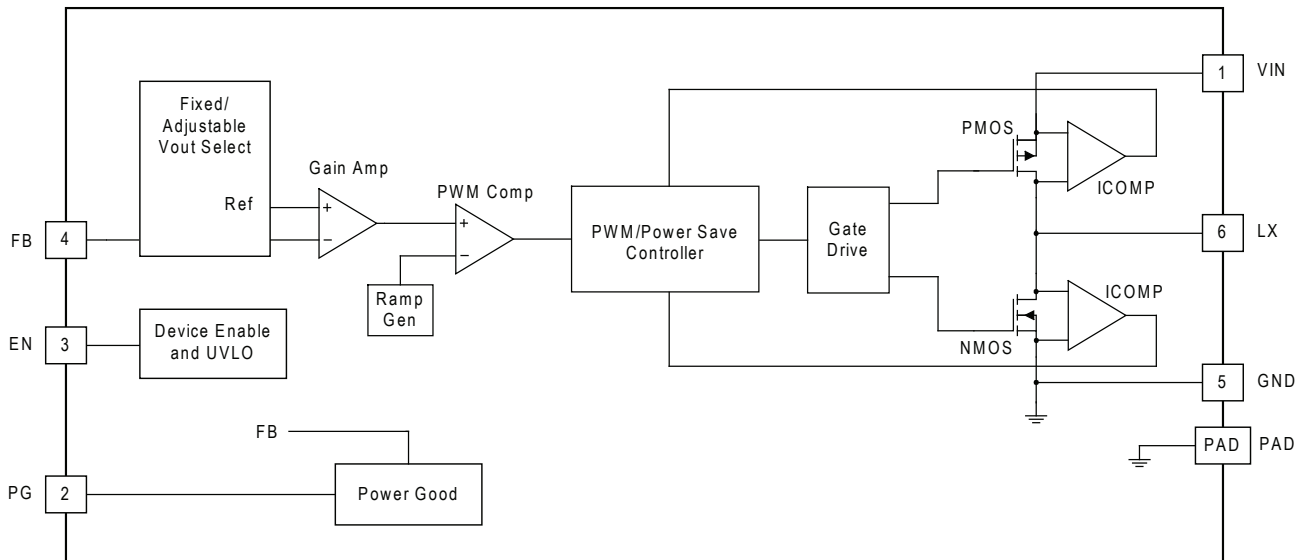 1
VIN
Fixed/
Adjustable
Vout Select
PMOS
Gain Amp
ICOMP
PWM Comp
Ref
+
−
+
−
FB
4
PWM/Power Save
Controller
Gate
Drive
6
LX
Ramp
Gen
ICOMP
EN
3
Device Enable
and UVLO
NMOS
5
GND
FB
PAD
PAD
PG
2
Power Good